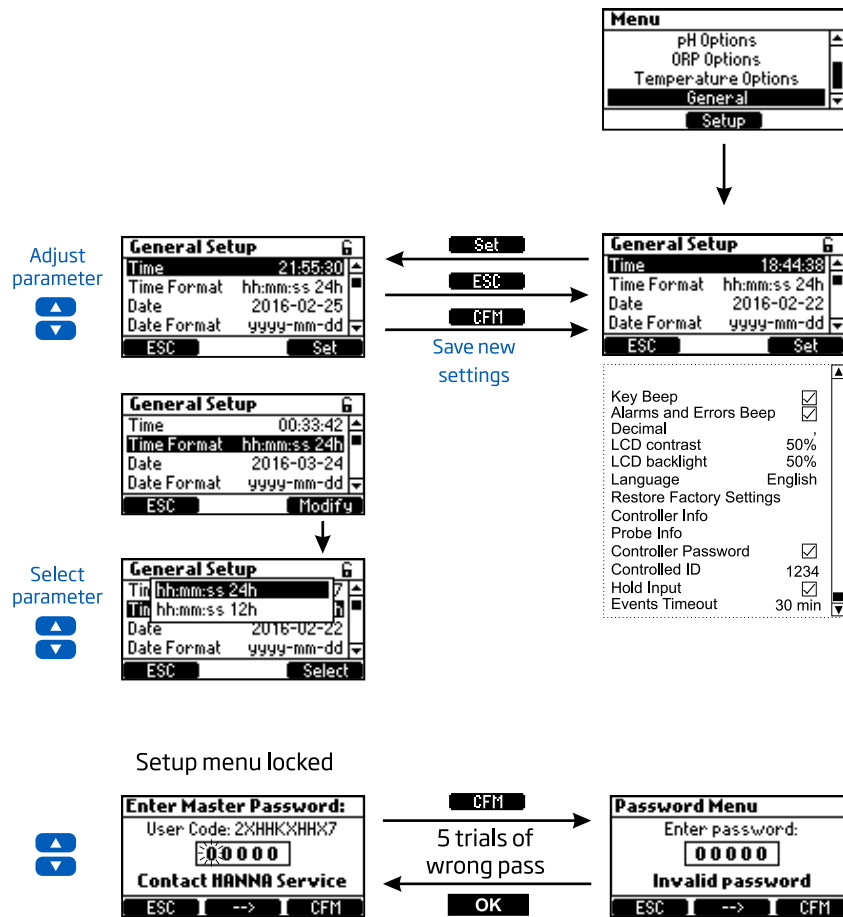 Menu
pH Options
ORP Options
Temperature Options
General
Setup
Adjust
parameter
General Setup
Time 21:55:30
Time Format hh:mm:ss 24h
Date 2016-02-25
Date Format yyyy-mm-dd
ESC Set
Set
ESC
CFM
Save new
settings
General Setup
Time 18:44:38
Time Format hh:mm:ss 24h
Date 2016-02-22
Date Format yyyy-mm-dd
ESC Set
Key Beep
Alarms and Errors Beep
Decimal ,
LCD contrast 50%
LCD backlight 50%
Language English
Restore Factory Settings
Controller Info
Probe Info
Controller Password
Controlled ID 1234
Hold Input
Events Timeout 30 min
General Setup
Time 00:33:42
Time Format hh:mm:ss 24h
Date 2016-03-24
Date Format yyyy-mm-dd
ESC Modify
Select
parameter
General Setup
Tim hh:mm:ss 24h 7
Tim hh:mm:ss 12h h
Date 2016-02-22
Date Format yyyy-mm-dd
ESC Select
Setup menu locked
Enter Master Password:
User Code: 2XHHKXHHX7
00000
Contact HANNA Service
ESC --> CFM
CFM
5 trials of
wrong pass
OK
Password Menu
Enter password:
00000
Invalid password
ESC --> CFM